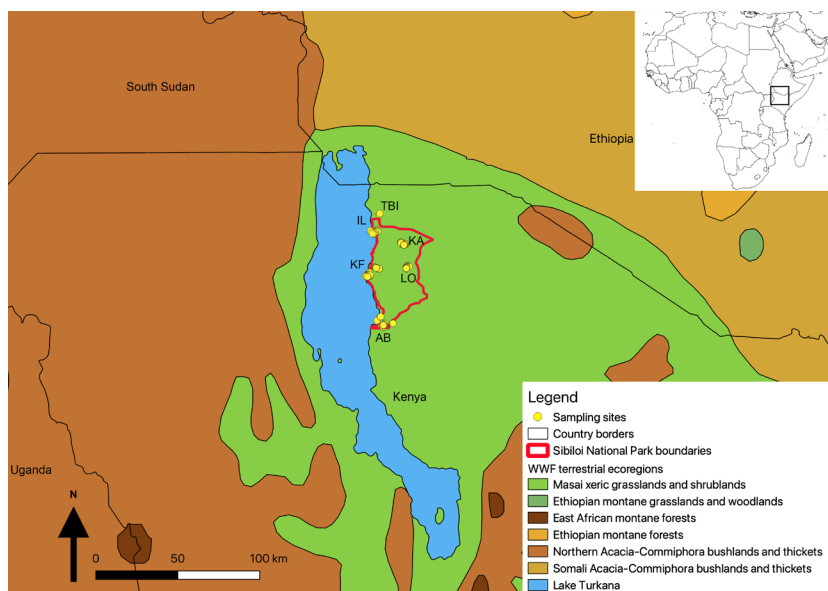 South Sudan
Ethiopia
TBI
IL
KA
KF
LO
AB
Kenya
Uganda
N
0 50 100 km
Legend
Sampling sites
Country borders
Sibiloi National Park boundaries
WWF terrestrial ecoregions
Masai xeric grasslands and shrublands
Ethiopian montane grasslands and woodlands
East African montane forests
Ethiopian montane forests
Northern Acacia-Commiphora bushlands and thickets
Somali Acacia-Commiphora bushlands and thickets
Lake Turkana